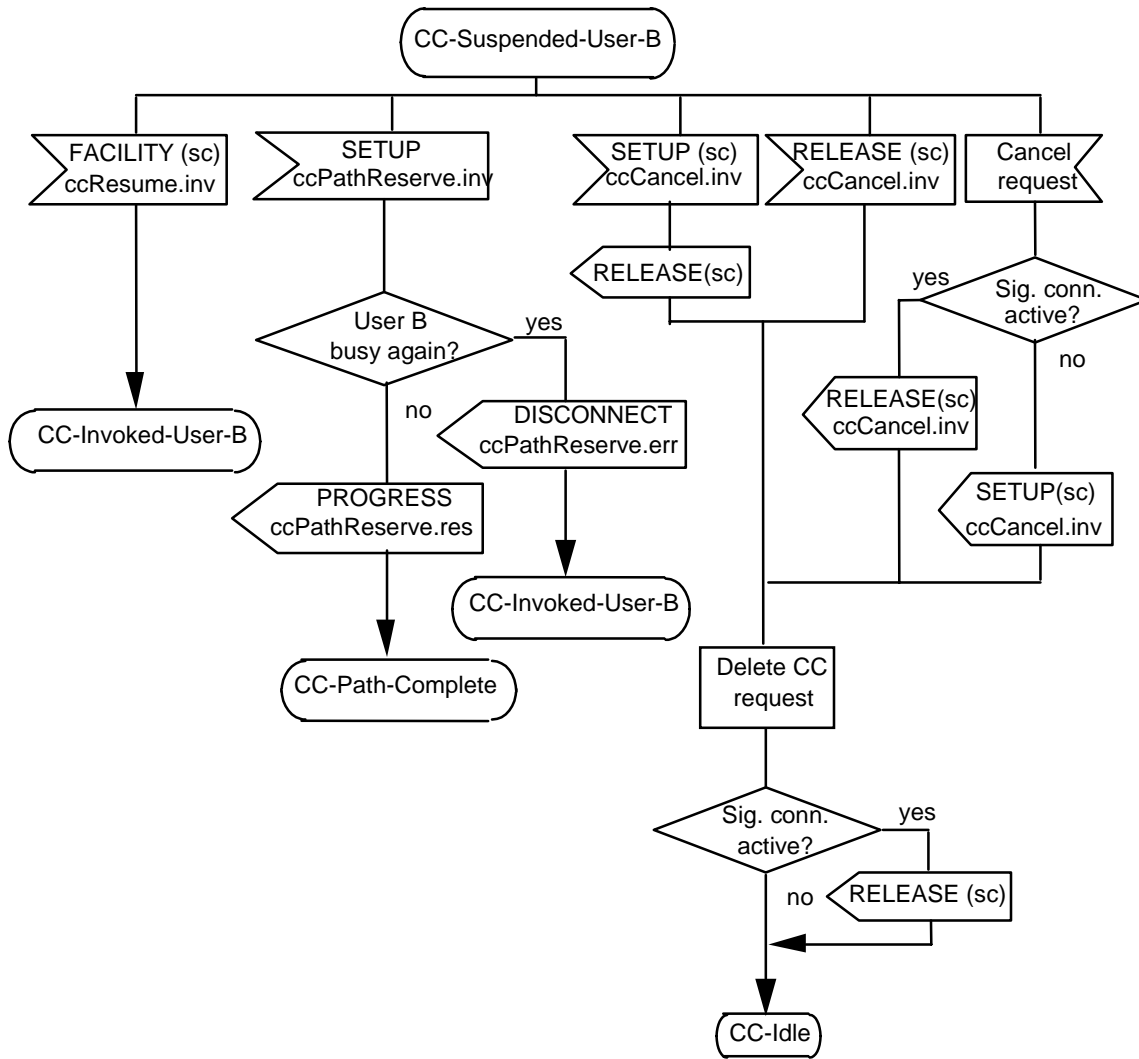 CC-Suspended-User-B
FACILITY (sc)
ccResume.inv
SETUP
ccPathReserve.inv
SETUP (sc)
ccCancel.inv
RELEASE (sc)
ccCancel.inv
Cancel
request
RELEASE(sc)
yes
Sig. conn.
active?
no
User B
busy again?
yes
no
RELEASE(sc)
ccCancel.inv
CC-Invoked-User-B
DISCONNECT
ccPathReserve.err
PROGRESS
ccPathReserve.res
SETUP(sc)
ccCancel.inv
CC-Invoked-User-B
CC-Path-Complete
Delete CC
request
Sig. conn.
active?
yes
no
RELEASE (sc)
CC-Idle